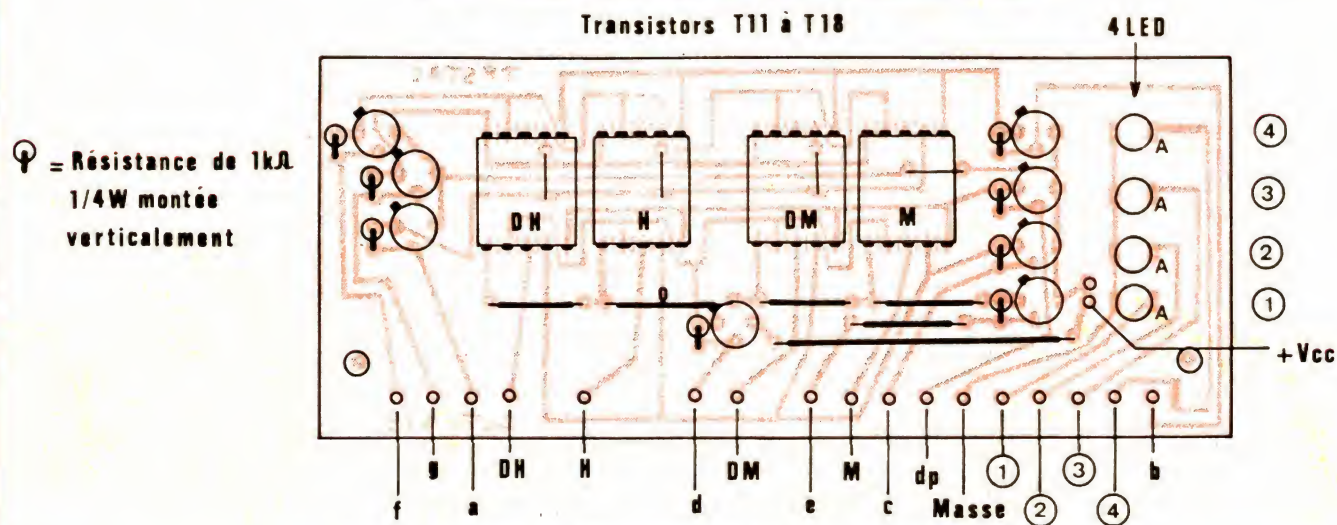 Transistors T11 à T18
4 LED
= Résistance de 1kΩ
1/4W montée
verticalement
DH
H
DM
M
A
④
A
③
A
②
A
①
+Vcc
f
g
a
DH
H
d
DM
e
M
c
dp
Masse
①
②
③
④
b